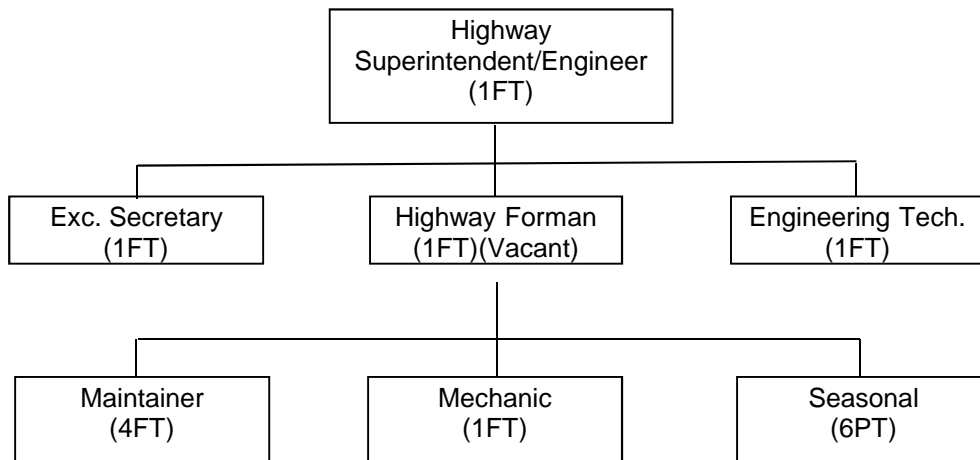 Highway
Superintendent/Engineer
(1FT)
Exc. Secretary
(1FT)
Highway Forman
(1FT)(Vacant)
Engineering Tech.
(1FT)
Maintainer
(4FT)
Mechanic
(1FT)
Seasonal
(6PT)